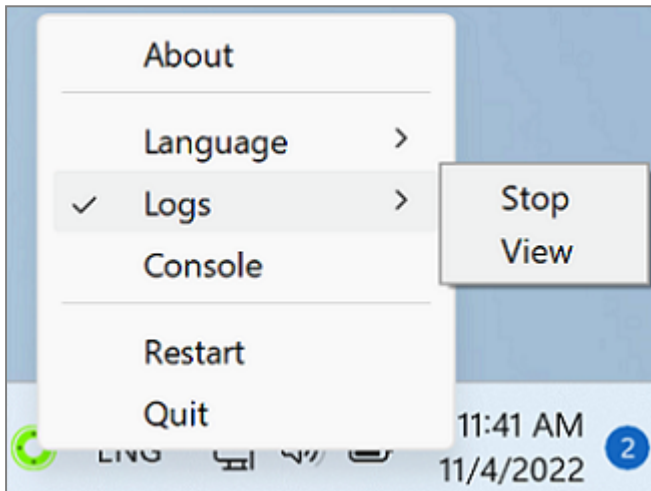 About
Language
Logs
Stop
View
Console
Restart
Quit
ENG
11:41 AM
11/4/2022
2